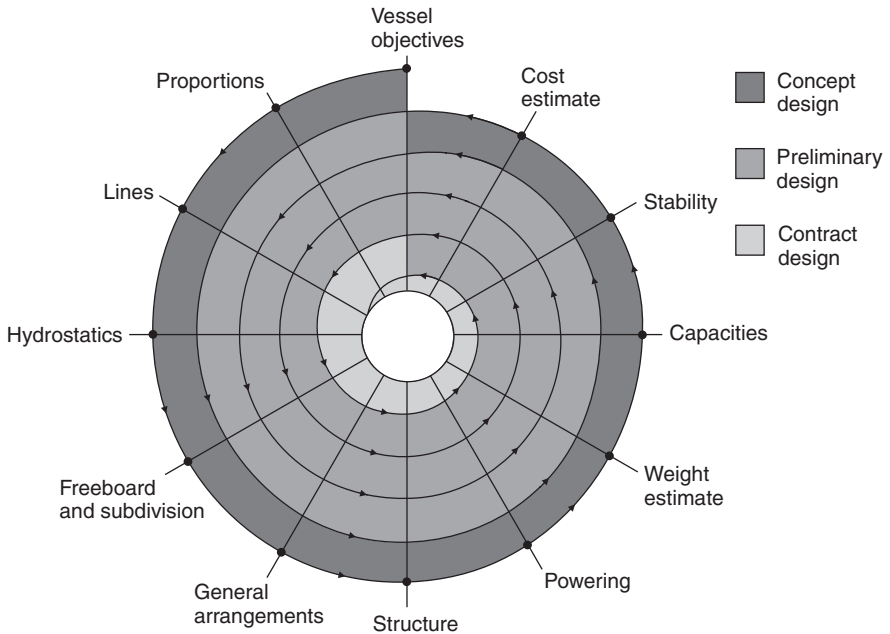 Vessel
objectives
Cost
estimate
Stability
Capacities
Weight
estimate
Powering
Structure
General
arrangements
Freeboard
and subdivision
Hydrostatics
Lines
Proportions
Concept
design
Preliminary
design
Contract
design